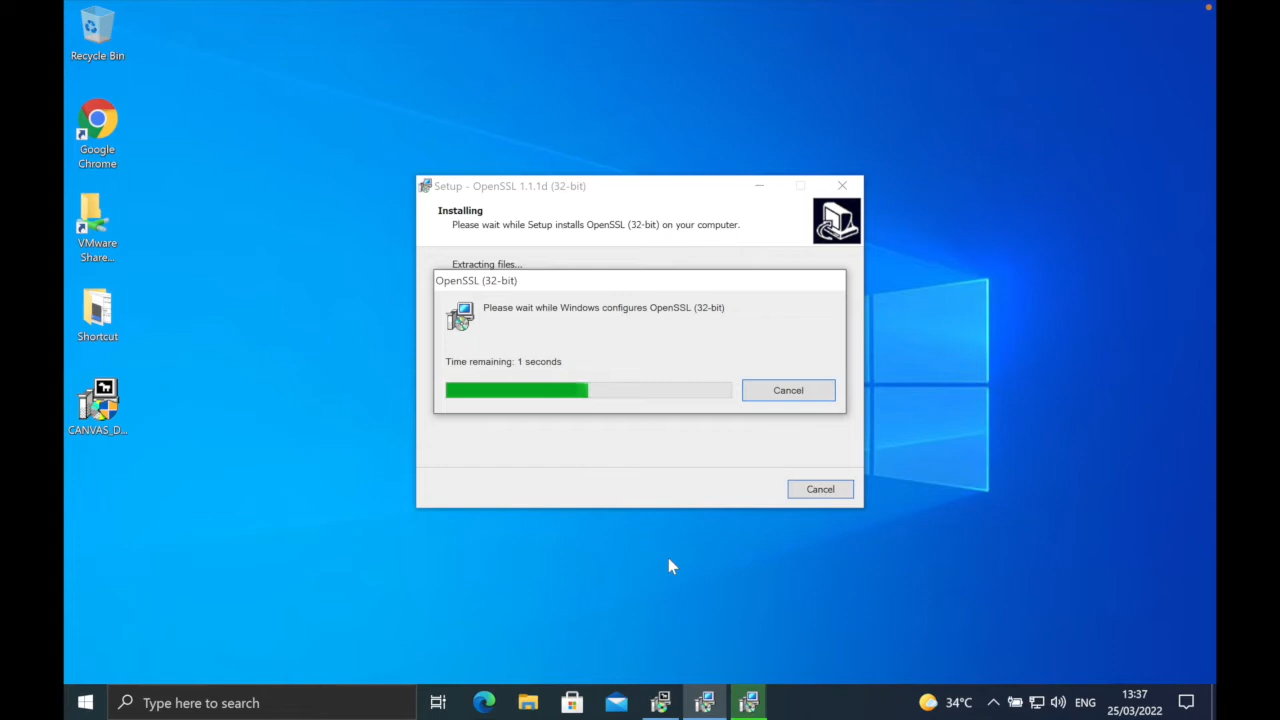 Recycle Bin
Google
Chrome
VMware
Share...
Shortcut
CANVAS_D...
Setup - OpenSSL 1.1.1d (32-bit)
Installing
Please wait while Setup installs OpenSSL (32-bit) on your computer.
Extracting files...
OpenSSL (32-bit)
Please wait while Windows configures OpenSSL (32-bit)
Time remaining: 1 seconds
Cancel
Cancel
Type here to search
34°C
ENG
13:37
25/03/2022